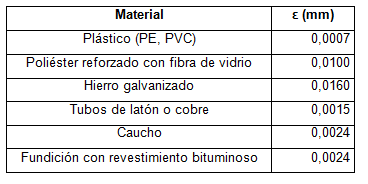 Material ε (mm)
Plástico (PE, PVC) 0,0007
Poliéster reforzado con fibra de vidrio 0,0100
Hierro galvanizado 0,0160
Tubos de latón o cobre 0,0015
Caucho 0,0024
Fundición con revestimiento bituminoso 0,0024